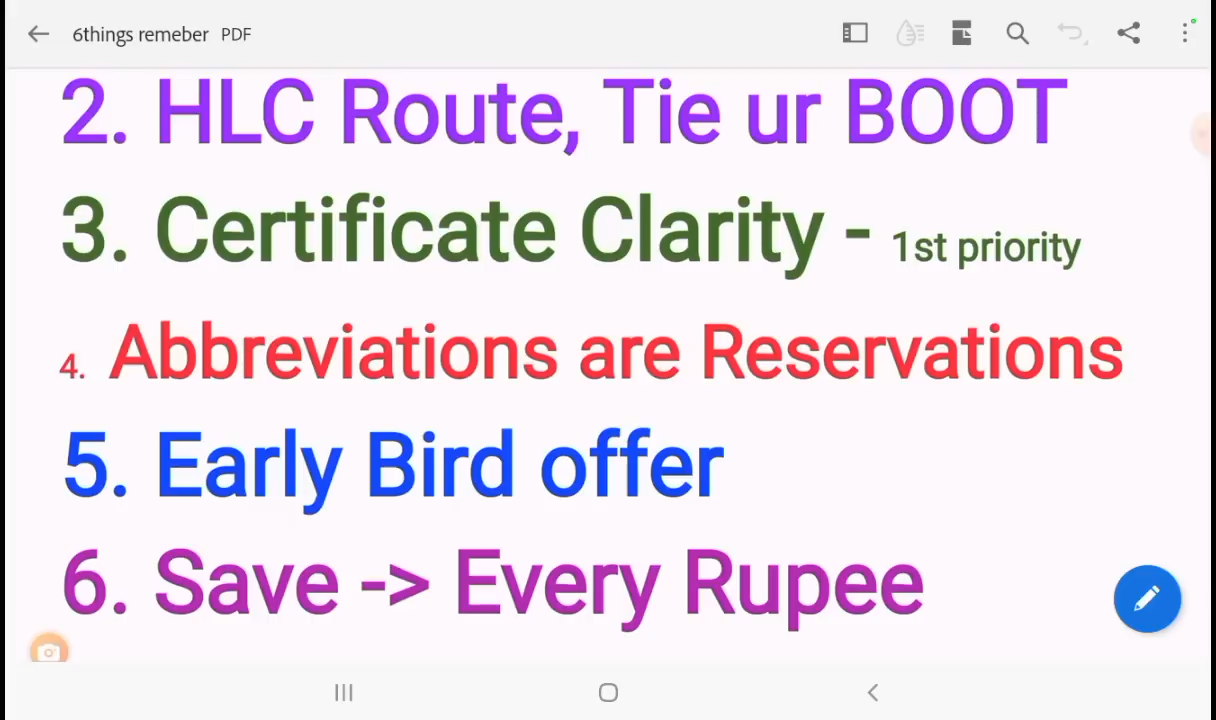 6things remeber PDF
2. HLC Route, Tie ur BOOT
3. Certificate Clarity - 1st priority
4. Abbreviations are Reservations
5. Early Bird offer
6. Save -> Every Rupee